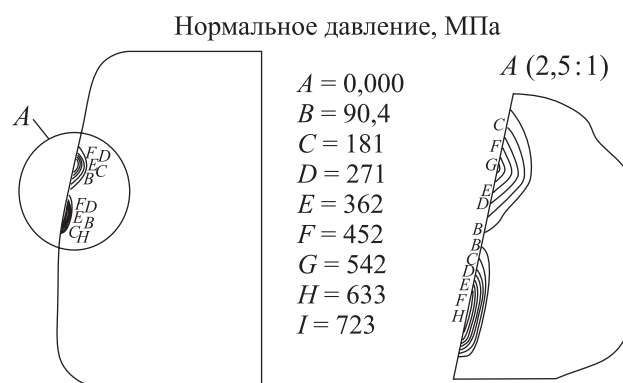 Нормальное давление, МПа
A
F D
E C
B
F D
E B
C H
A = 0,000
B = 90,4
C = 181
D = 271
E = 362
F = 452
G = 542
H = 633
I = 723
A (2,5 : 1)
C
F
G
E
D
B
B
C
D
E
F
H